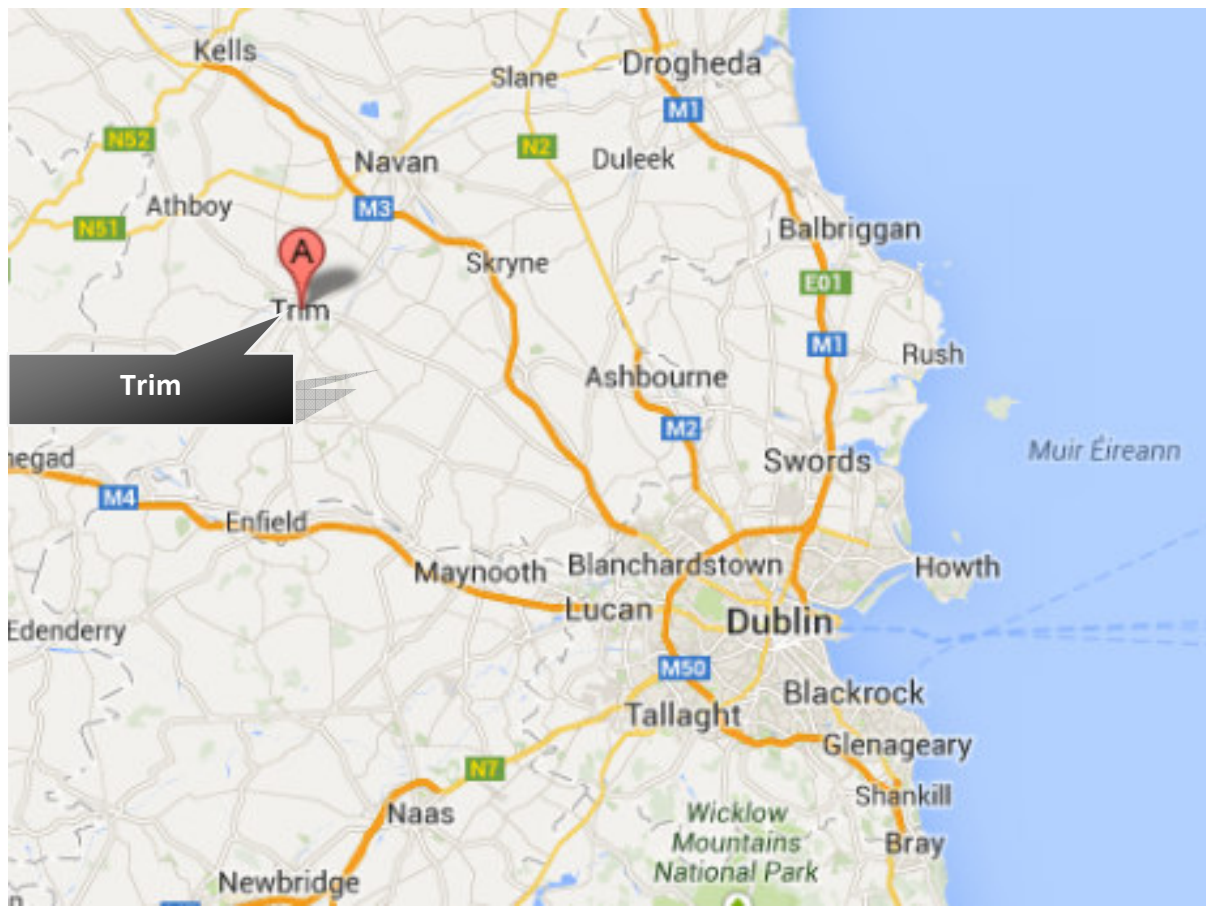 Kells
Slane
Drogheda
M1
N52
N2
Navan
Duleek
Athboy
M3
N51
Balbriggan
A
Skryne
E01
Trim
M1
Rush
Trim
Ashbourne
M2
Muir Éireann
negad
Swords
M4
Enfield
Maynooth
Blanchardstown
Howth
Lucan
Dublin
Edenderry
M50
Blackrock
Tallaght
Glenageary
N7
Shankill
Naas
Wicklow
Mountains
National Park
Bray
Newbridge